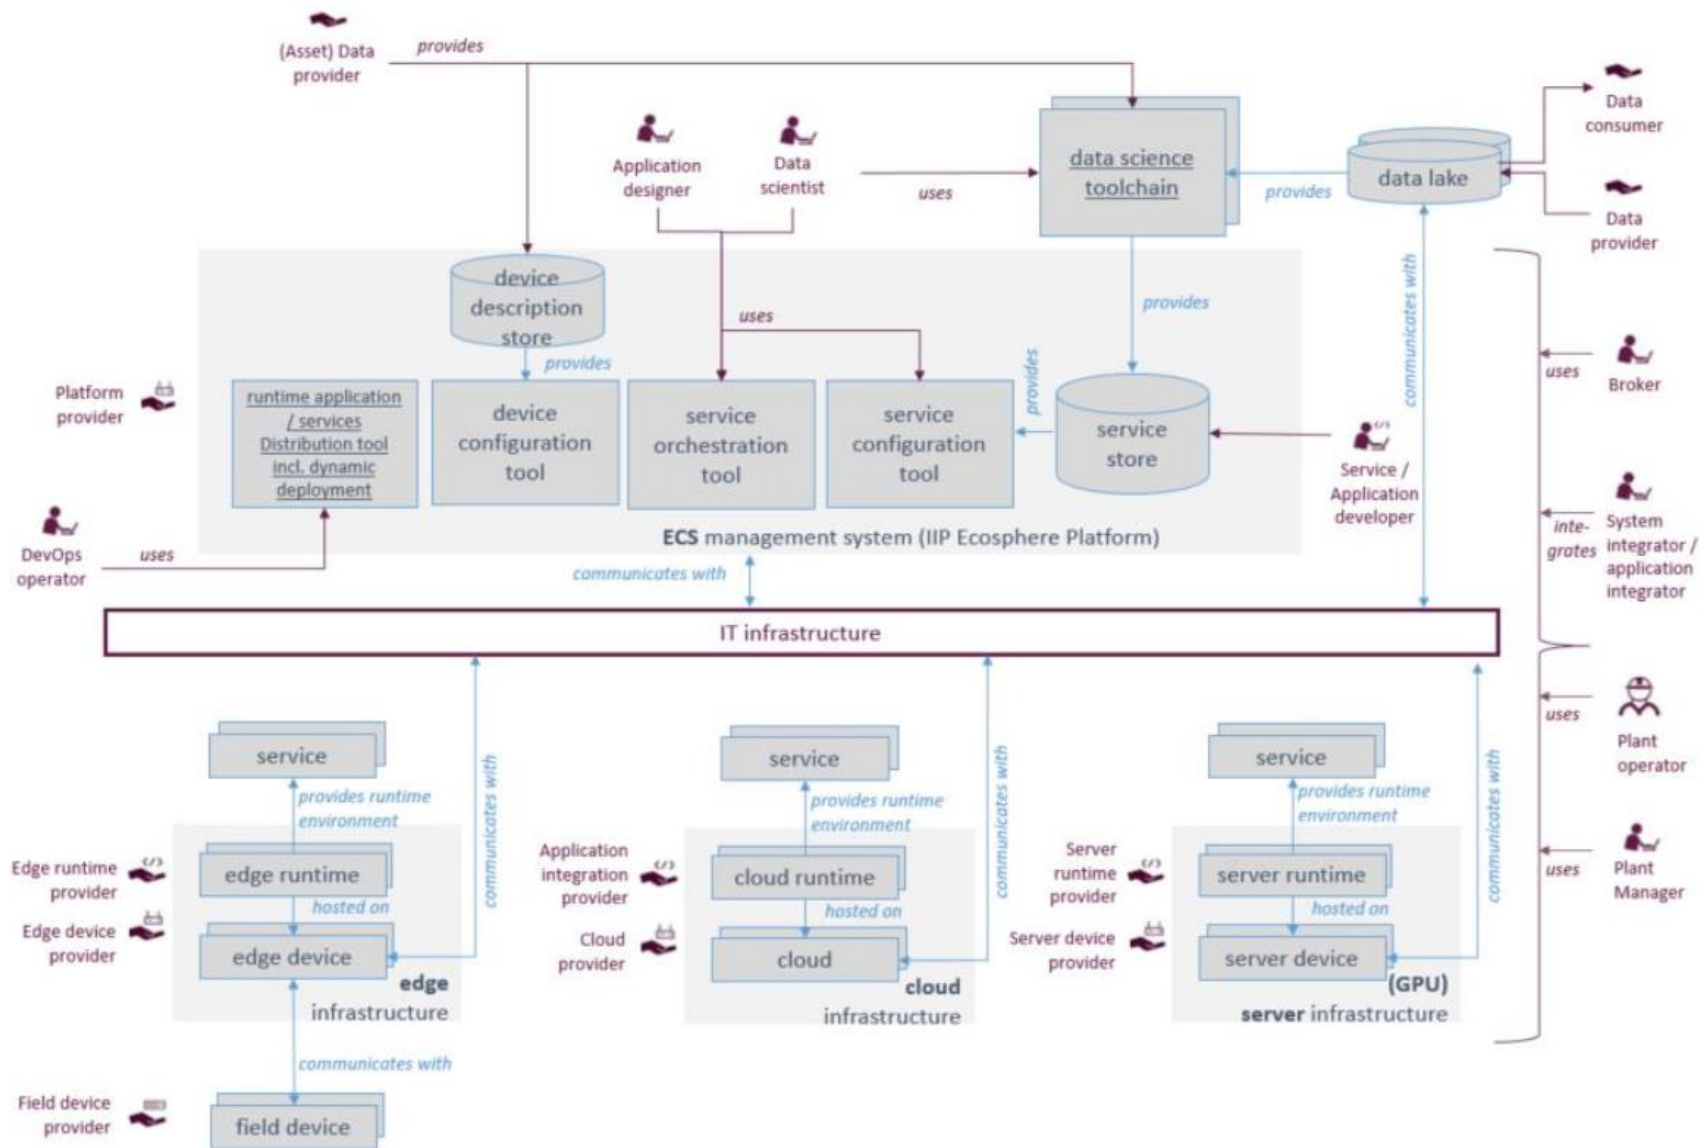 (Asset) Data
provider
provides
Data
consumer
Application
designer
Data
scientist
uses
data science
toolchain
provides
data lake
Data
provider
device
description
store
provides
uses
provides
communicates with
Platform
provider
runtime application
/ services
Distribution tool
incl. dynamic
deployment
device
configuration
tool
service
orchestration
tool
service
configuration
tool
provides
service
store
uses
Broker
Service /
Application
developer
inte-
grates
System
integrator /
application
integrator
DevOps
operator
uses
ECS management system (IIP Ecosphere Platform)
communicates with
IT infrastructure
uses
Plant
operator
service
provides runtime
environment
communicates with
service
provides runtime
environment
communicates with
service
provides runtime
environment
communicates with
uses
Plant
Manager
Edge runtime
provider
edge runtime
hosted on
Edge device
provider
edge device
edge
infrastructure
Application
integration
provider
cloud runtime
hosted on
Cloud
provider
cloud
cloud
infrastructure
Server
runtime
provider
server runtime
hosted on
Server device
provider
server device
(GPU)
server infrastructure
communicates with
Field device
provider
field device